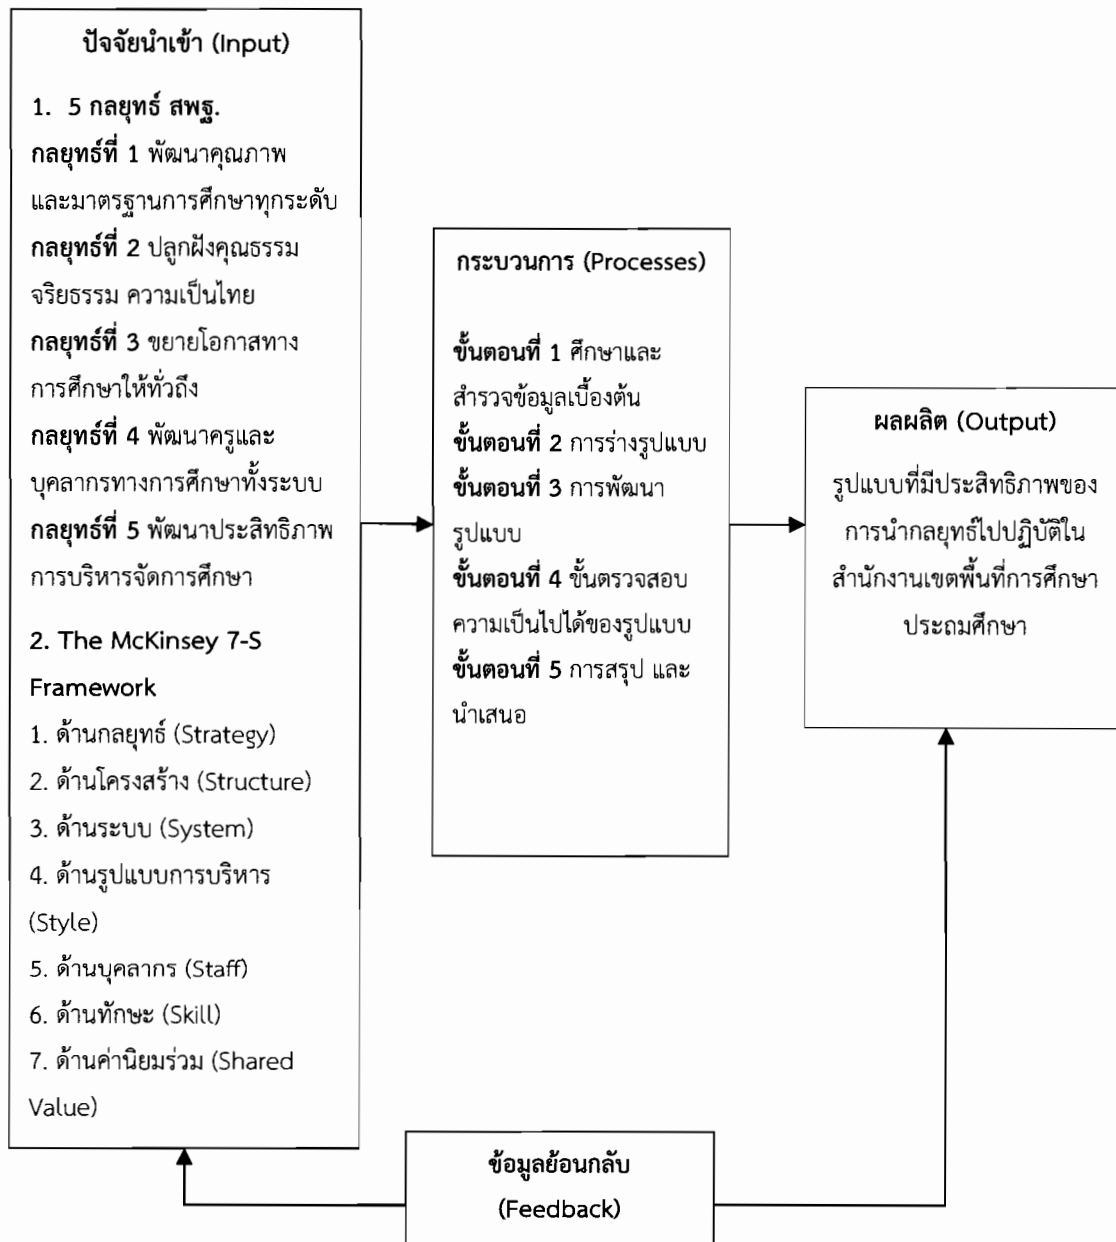 ปัจจัยนำเข้า (Input)
1. 5 กลยุทธ์ สพฐ.
กลยุทธ์ที่ 1 พัฒนาคุณภาพ
และมาตรฐานการศึกษาทุกระดับ
กลยุทธ์ที่ 2 ปลูกฝังคุณธรรม
จริยธรรม ความเป็นไทย
กลยุทธ์ที่ 3 ขยายโอกาสทาง
การศึกษาให้ทั่วถึง
กลยุทธ์ที่ 4 พัฒนาครูและ
บุคลากรทางการศึกษาทั้งระบบ
กลยุทธ์ที่ 5 พัฒนาประสิทธิภาพ
การบริหารจัดการศึกษา
2. The McKinsey 7-S
Framework
1. ด้านกลยุทธ์ (Strategy)
2. ด้านโครงสร้าง (Structure)
3. ด้านระบบ (System)
4. ด้านรูปแบบการบริหาร
(Style)
5. ด้านบุคลากร (Staff)
6. ด้านทักษะ (Skill)
7. ด้านค่านิยมร่วม (Shared
Value)
กระบวนการ (Processes)
ขั้นตอนที่ 1 ศึกษาและ
สำรวจข้อมูลเบื้องต้น
ขั้นตอนที่ 2 การร่างรูปแบบ
ขั้นตอนที่ 3 การพัฒนา
รูปแบบ
ขั้นตอนที่ 4 ขั้นตรวจสอบ
ความเป็นไปได้ของรูปแบบ
ขั้นตอนที่ 5 การสรุป และ
นำเสนอ
ผลผลิต (Output)
รูปแบบที่มีประสิทธิภาพของ
การนำกลยุทธ์ไปปฏิบัติใน
สำนักงานเขตพื้นที่การศึกษา
ประถมศึกษา
ข้อมูลย้อนกลับ
(Feedback)